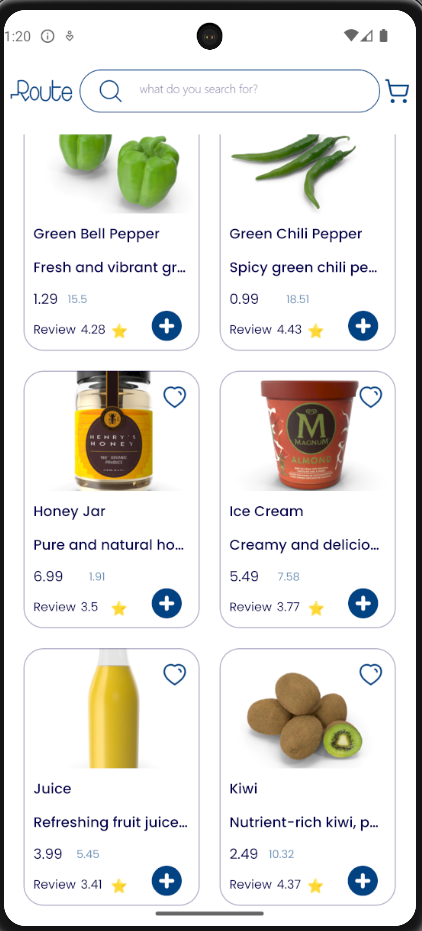 1:20
Route
what do you search for?
Green Bell Pepper
Fresh and vibrant gr...
1.29 15.5
Review 4.28
Green Chili Pepper
Spicy green chili pe...
0.99 18.51
Review 4.43
HENRY'S
HONEY
Honey Jar
Pure and natural ho...
6.99 1.91
Review 3.5
M
MAGNUM
ALMOND
Ice Cream
Creamy and delicio...
5.49 7.58
Review 3.77
Juice
Refreshing fruit juice...
3.99 5.45
Review 3.41
Kiwi
Nutrient-rich kiwi, p...
2.49 10.32
Review 4.37